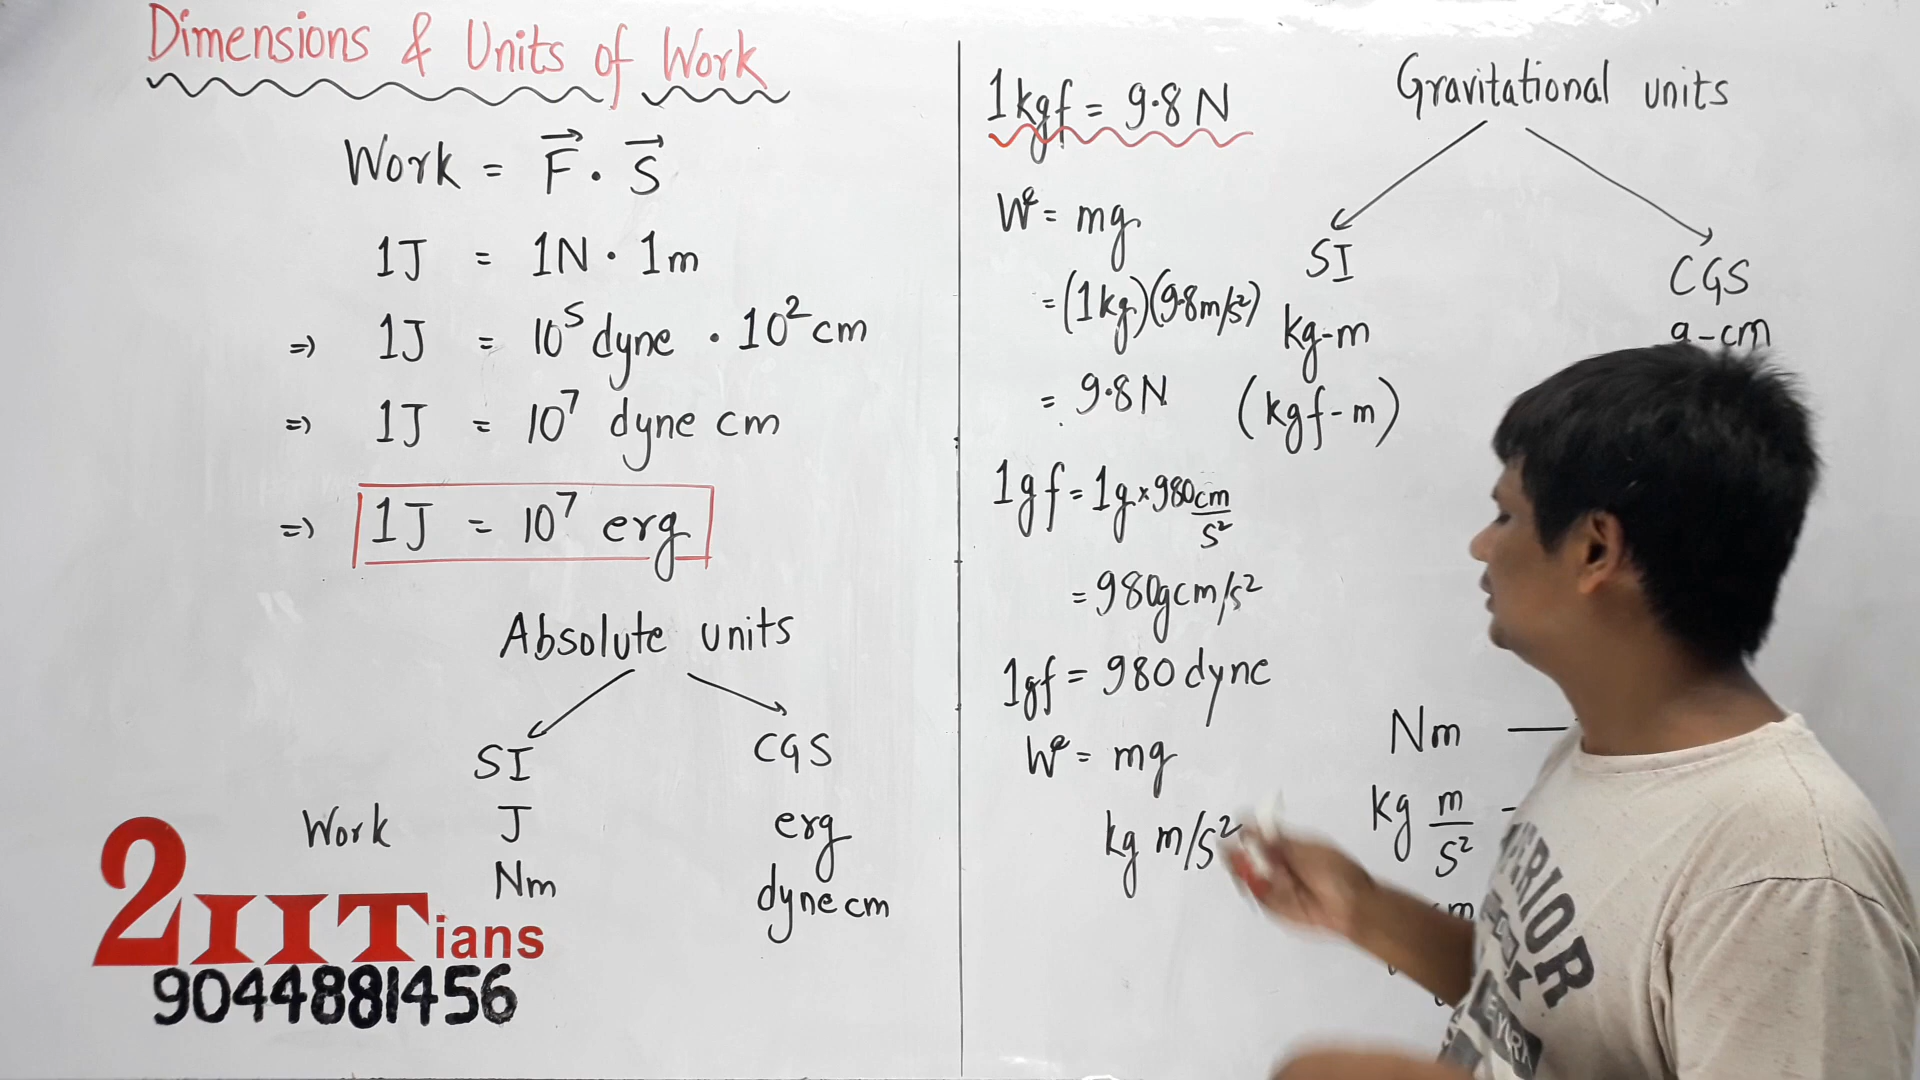 Dimensions & Units of Work
Work = F⃗ . S⃗
1J = 1N . 1m
=> 1J = 10⁵ dyne . 10² cm
=> 1J = 10⁷ dyne cm
=> 1J = 10⁷ erg
Absolute units
SI CGS
Work J erg
Nm dyne cm
2IITians
9044881456
1kgf = 9.8 N
Wᵉ = mg
= (1kg)(9.8m/s²)
= 9.8N
1gf = 1g × 980 cm/s²
= 980gcm/s²
1gf = 980 dyne
Wᵉ = mg
kg m/s²
Gravitational units
SI CGS
kg-m g-cm
(kgf-m)
Nm
kg m/s²